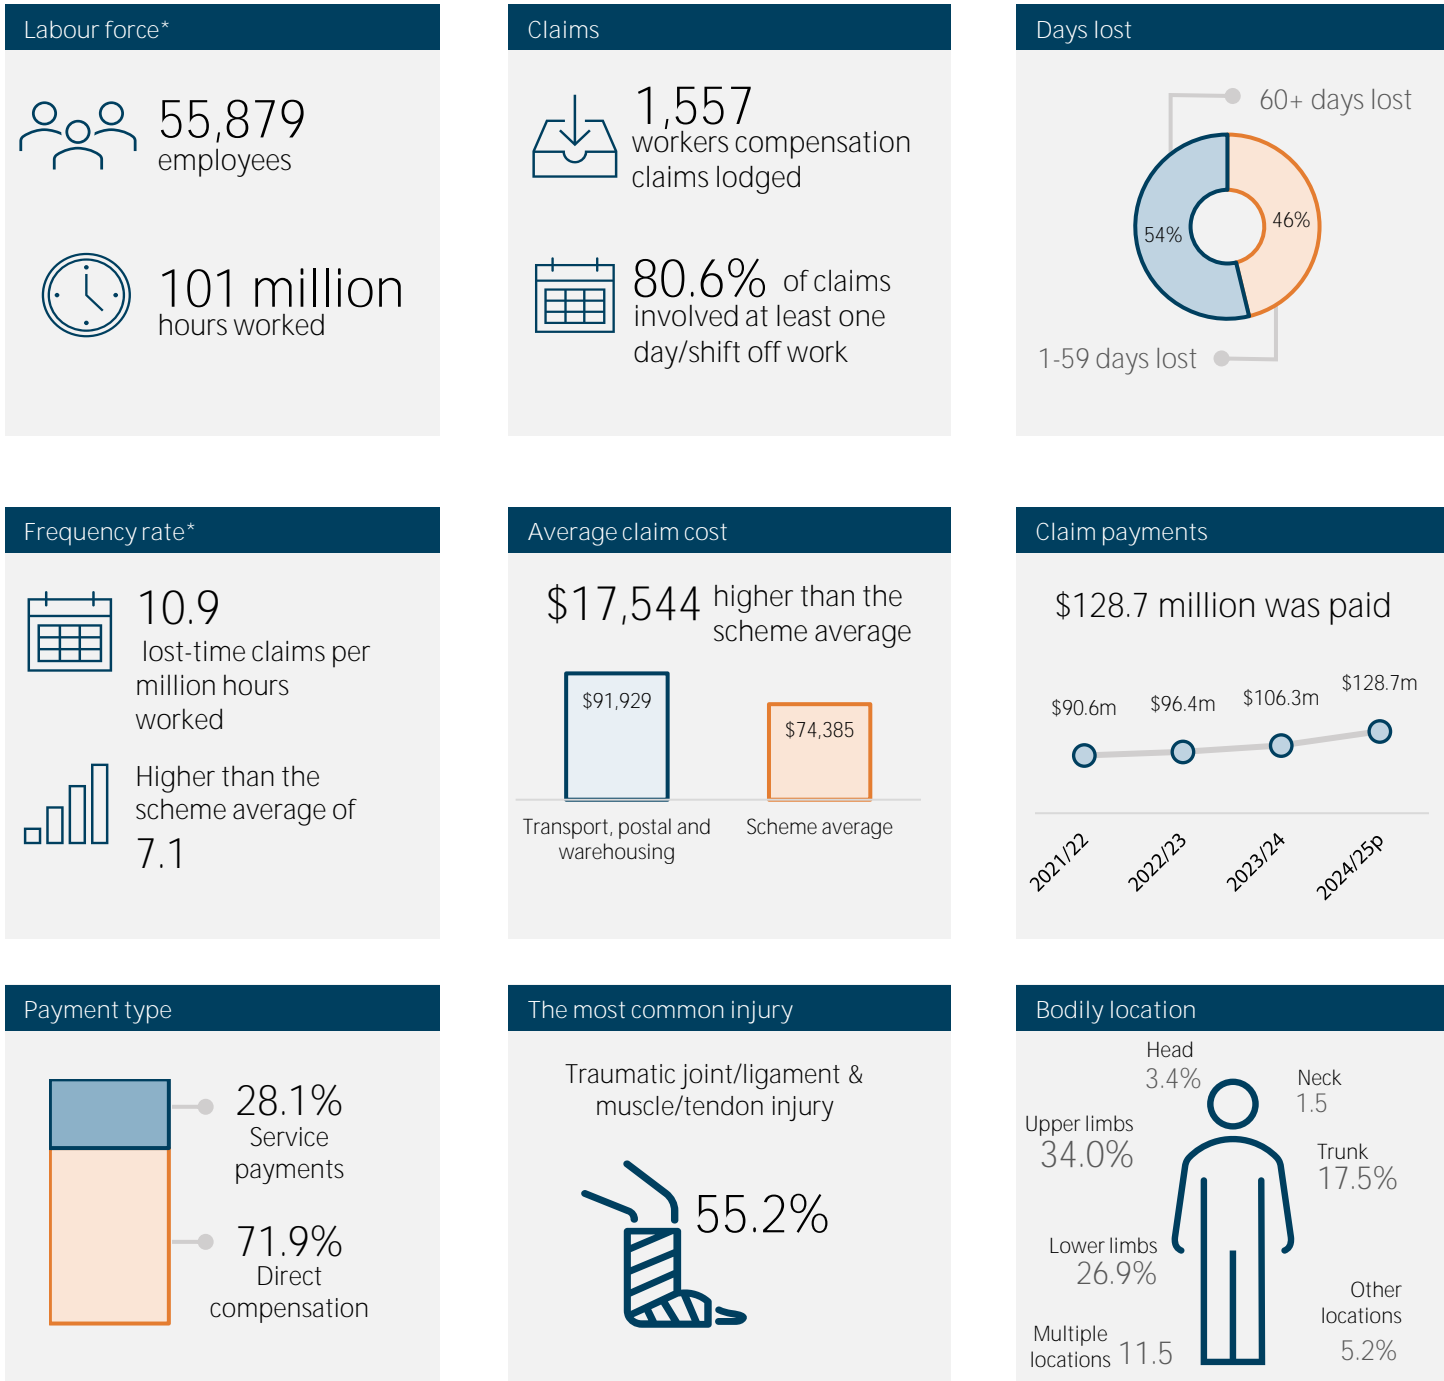 Labour force*
55,879
employees
101 million
hours worked
Claims
1,557
workers compensation
claims lodged
80.6% of claims
involved at least one
day/shift off work
Days lost
60+ days lost
46%
54%
1-59 days lost
Frequency rate*
10.9
lost-time claims per
million hours
worked
Higher than the
scheme average of
7.1
Average claim cost
$17,544 higher than the
scheme average
$91,929
$74,385
Transport, postal and
warehousing
Scheme average
Claim payments
$128.7 million was paid
$90.6m
$96.4m
$106.3m
$128.7m
2021/22
2022/23
2023/24
2024/25p
Payment type
28.1%
Service
payments
71.9%
Direct
compensation
The most common injury
Traumatic joint/ligament &
muscle/tendon injury
55.2%
Bodily location
Head
3.4%
Neck
1.5
Upper limbs
34.0%
Trunk
17.5%
Lower limbs
26.9%
Other
locations
5.2%
Multiple
locations 11.5